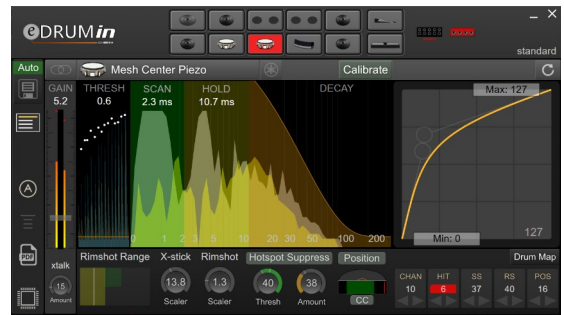 eDRUMin
standard
Auto
Mesh Center Piezo
Calibrate
GAIN
5.2
THRESH
0.6
SCAN
2.3 ms
HOLD
10.7 ms
DECAY
Max: 127
0 1 2 3 5 10 20 30 50 100 200
Min: 0
127
A
PDF
xtalk
15
Amount
Rimshot Range
X-stick
13.8
Scaler
Rimshot
1.3
Scaler
Hotspot Suppress
40
Thresh
38
Amount
Position
CC
Drum Map
CHAN
10
HIT
6
SS
37
RS
40
POS
16